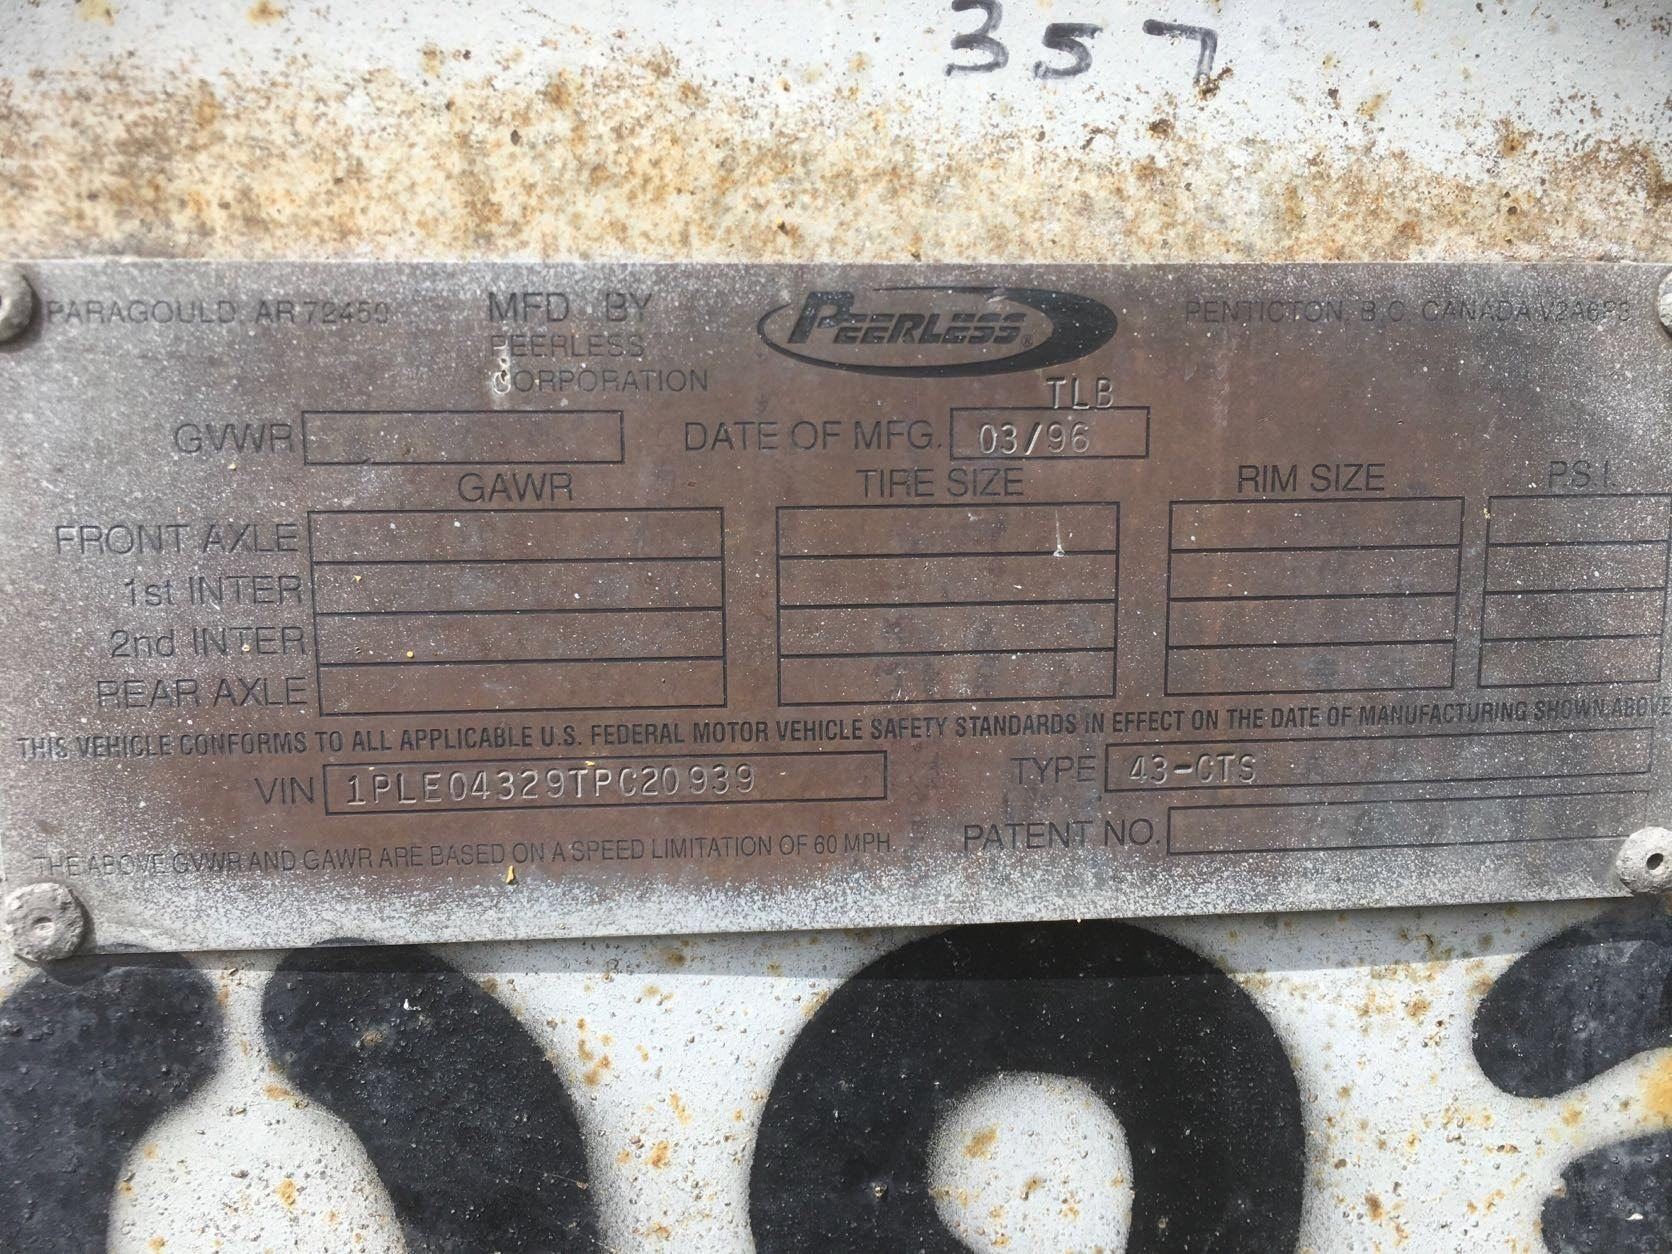 357
PARAGOULD AR 72450
MFD BY
PEERLESS
CORPORATION
PEERLESS®
PENTICTON, B.C. CANADA V2A6P3
TLB
GVWR
DATE OF MFG. 03/96
GAWR TIRE SIZE RIM SIZE P.S.I.
FRONT AXLE
1st INTER
2nd INTER
REAR AXLE
THIS VEHICLE CONFORMS TO ALL APPLICABLE U.S. FEDERAL MOTOR VEHICLE SAFETY STANDARDS IN EFFECT ON THE DATE OF MANUFACTURING SHOWN ABOVE
VIN 1PLE04329TPC20939
TYPE 43-CTS
PATENT NO.
THE ABOVE GVWR AND GAWR ARE BASED ON A SPEED LIMITATION OF 60 MPH.